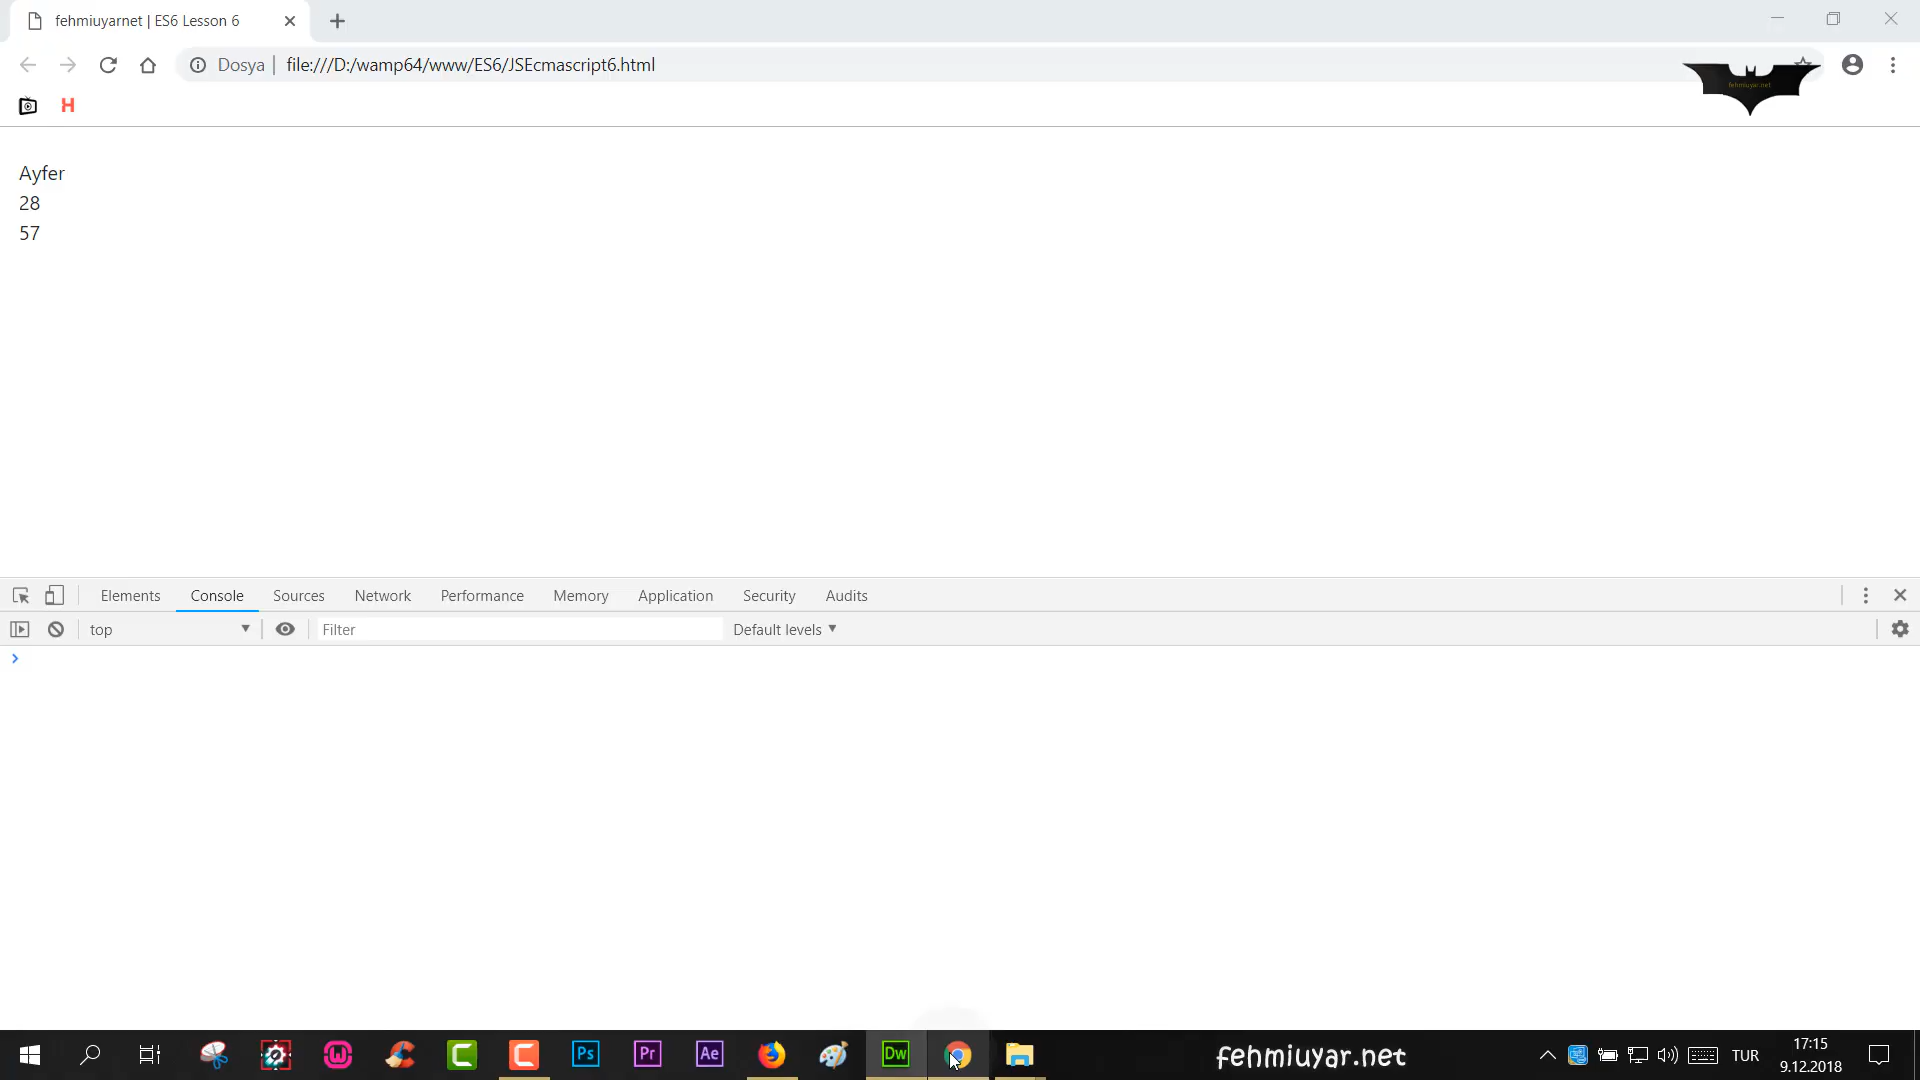 fehmiuyarnet | ES6 Lesson 6
Dosya | file:///D:/wamp64/www/ES6/JSEcmascript6.html
fehmiuyar.net
H
Ayfer
28
57
Elements Console Sources Network Performance Memory Application Security Audits
top Filter Default levels
Ps Pr Ae Dw
fehmiuyar.net
TUR
17:15
9.12.2018